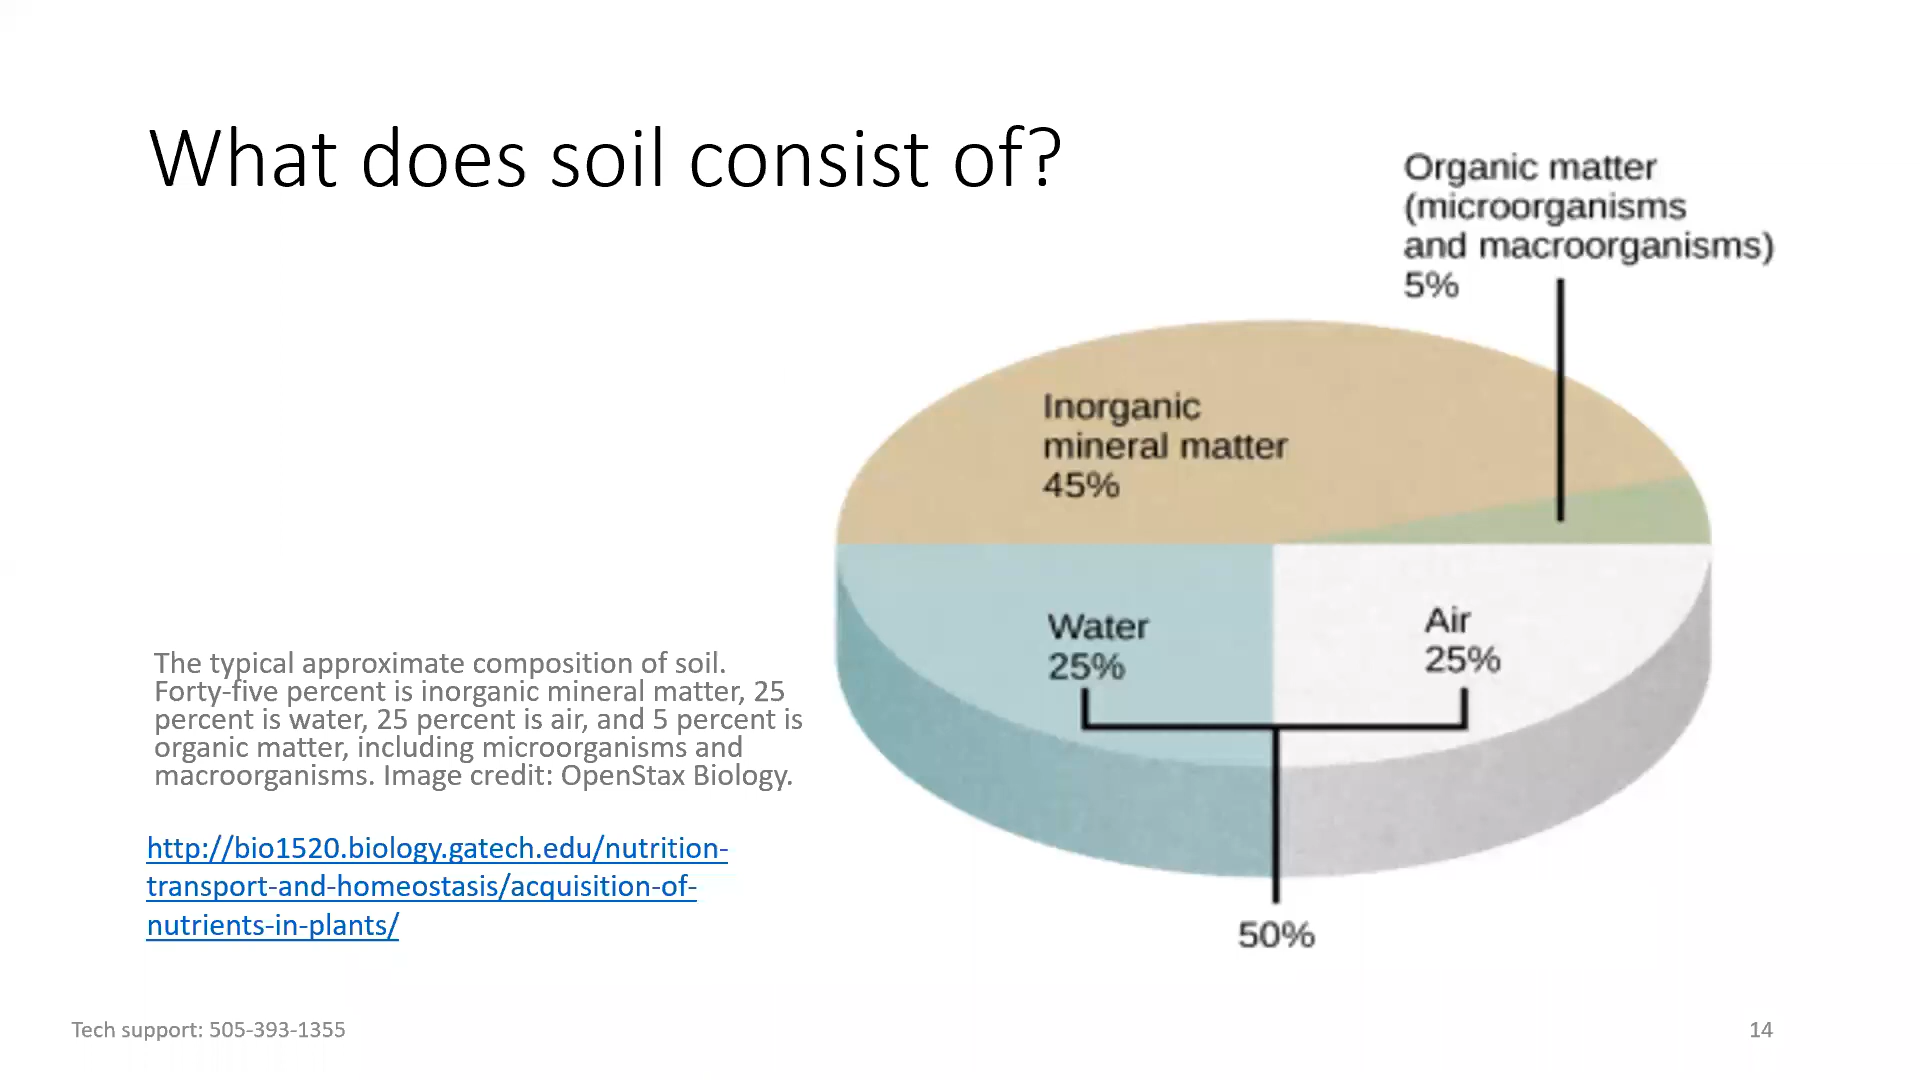 What does soil consist of?
Organic matter
(microorganisms
and macroorganisms)
5%
Inorganic
mineral matter
45%
Water
25%
Air
25%
50%
The typical approximate composition of soil.
Forty-five percent is inorganic mineral matter, 25
percent is water, 25 percent is air, and 5 percent is
organic matter, including microorganisms and
macroorganisms. Image credit: OpenStax Biology.
http://bio1520.biology.gatech.edu/nutrition-
transport-and-homeostasis/acquisition-of-
nutrients-in-plants/
Tech support: 505-393-1355
14